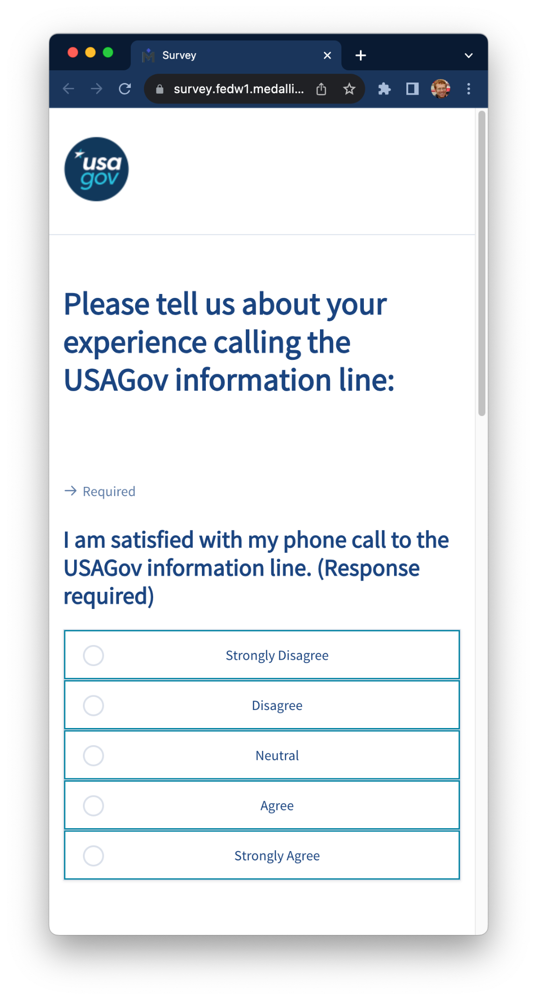 Survey
survey.fedw1.medalli...
usa
gov
Please tell us about your
experience calling the
USAGov information line:
→ Required
I am satisfied with my phone call to the
USAGov information line. (Response
required)
Strongly Disagree
Disagree
Neutral
Agree
Strongly Agree